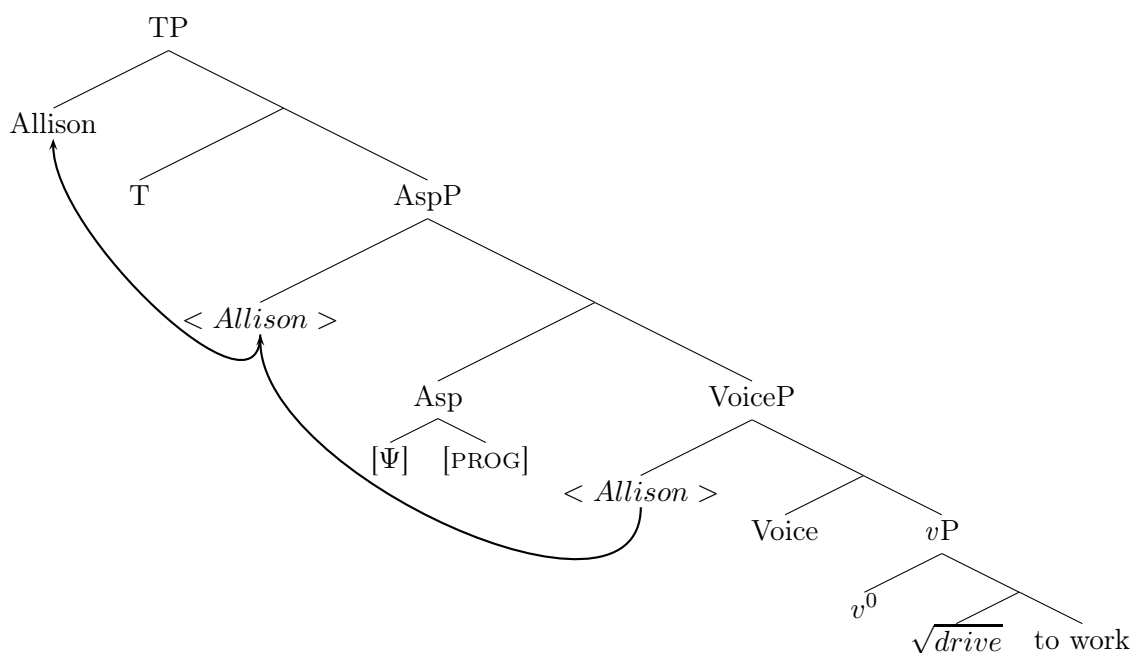 TP
Allison
T
AspP
< Allison >
Asp
VoiceP
[Ψ] [PROG]
< Allison >
Voice
vP
v⁰
√drive to work